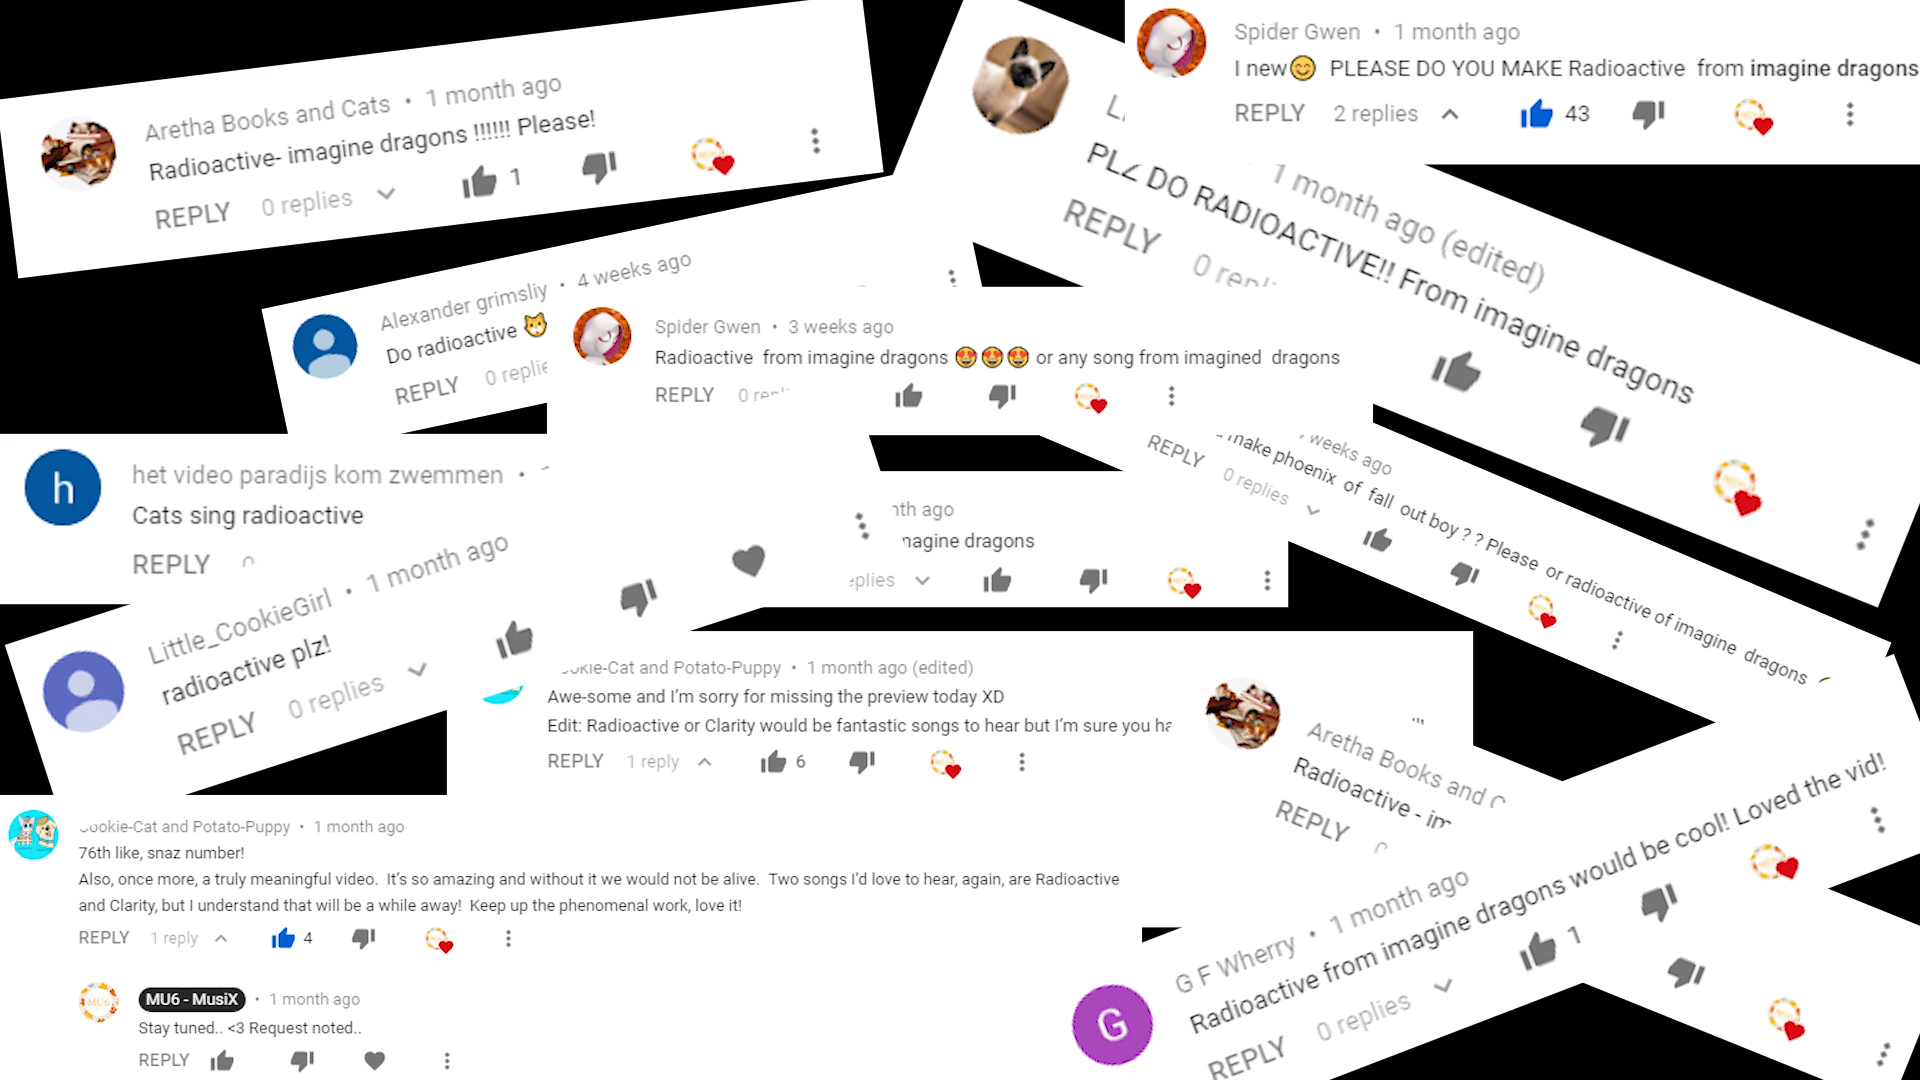 Aretha Books and Cats • 1 month ago
Radioactive- imagine dragons !!!!!! Please!
REPLY 0 replies 1
Spider Gwen • 1 month ago
I new😊 PLEASE DO YOU MAKE Radioactive from imagine dragons
REPLY 2 replies 43
1 month ago (edited)
PLZ DO RADIOACTIVE!! From imagine dragons
REPLY 0
Alexander grimsliy • 4 weeks ago
Do radioactive 🐱
REPLY 0
Spider Gwen • 3 weeks ago
Radioactive from imagine dragons 😍😍😍 or any song from imagined dragons
REPLY 0
weeks ago
make phoenix of fall out boy ? ? Please or radioactive of imagine dragons
REPLY 0 replies
het video paradijs kom zwemmen •
Cats sing radioactive
REPLY
ago
dragons
Little_CookieGirl • 1 month ago
radioactive plz!
REPLY 0 replies
and Potato-Puppy • 1 month ago (edited)
Awe-some and I'm sorry for missing the preview today XD
Edit: Radioactive or Clarity would be fantastic songs to hear but I'm sure you ha
REPLY 1 reply 6
Aretha Books and
Radioactive -
REPLY
Cookie-Cat and Potato-Puppy • 1 month ago
76th like, snaz number!
Also, once more, a truly meaningful video. It's so amazing and without it we would not be alive. Two songs I'd love to hear, again, are Radioactive
and Clarity, but I understand that will be a while away! Keep up the phenomenal work, love it!
REPLY 1 reply 4
MU6
MU6 - MusiX • 1 month ago
Stay tuned.. <3 Request noted..
REPLY
G
G F Wherry • 1 month ago
Radioactive from imagine dragons would be cool! Loved the vid!
REPLY 0 replies 1